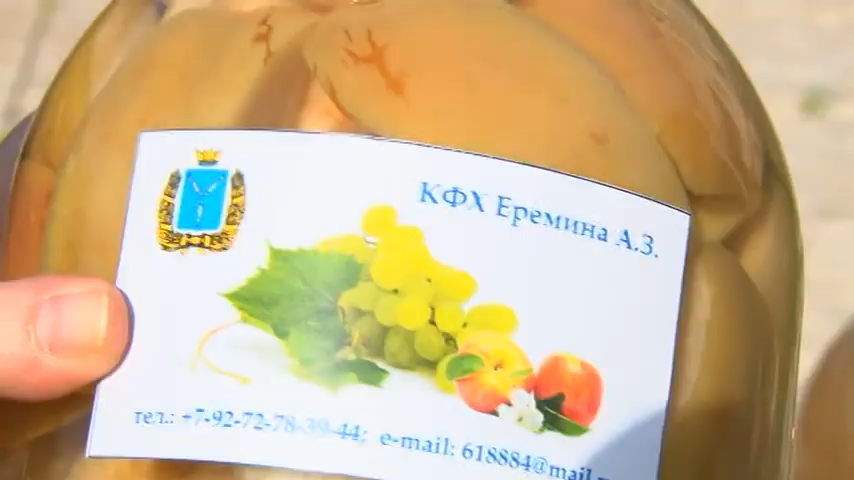 КФХ Еремина А.З.
тел.: +7-92-72-78-39-44; e-mail: 618884@mail